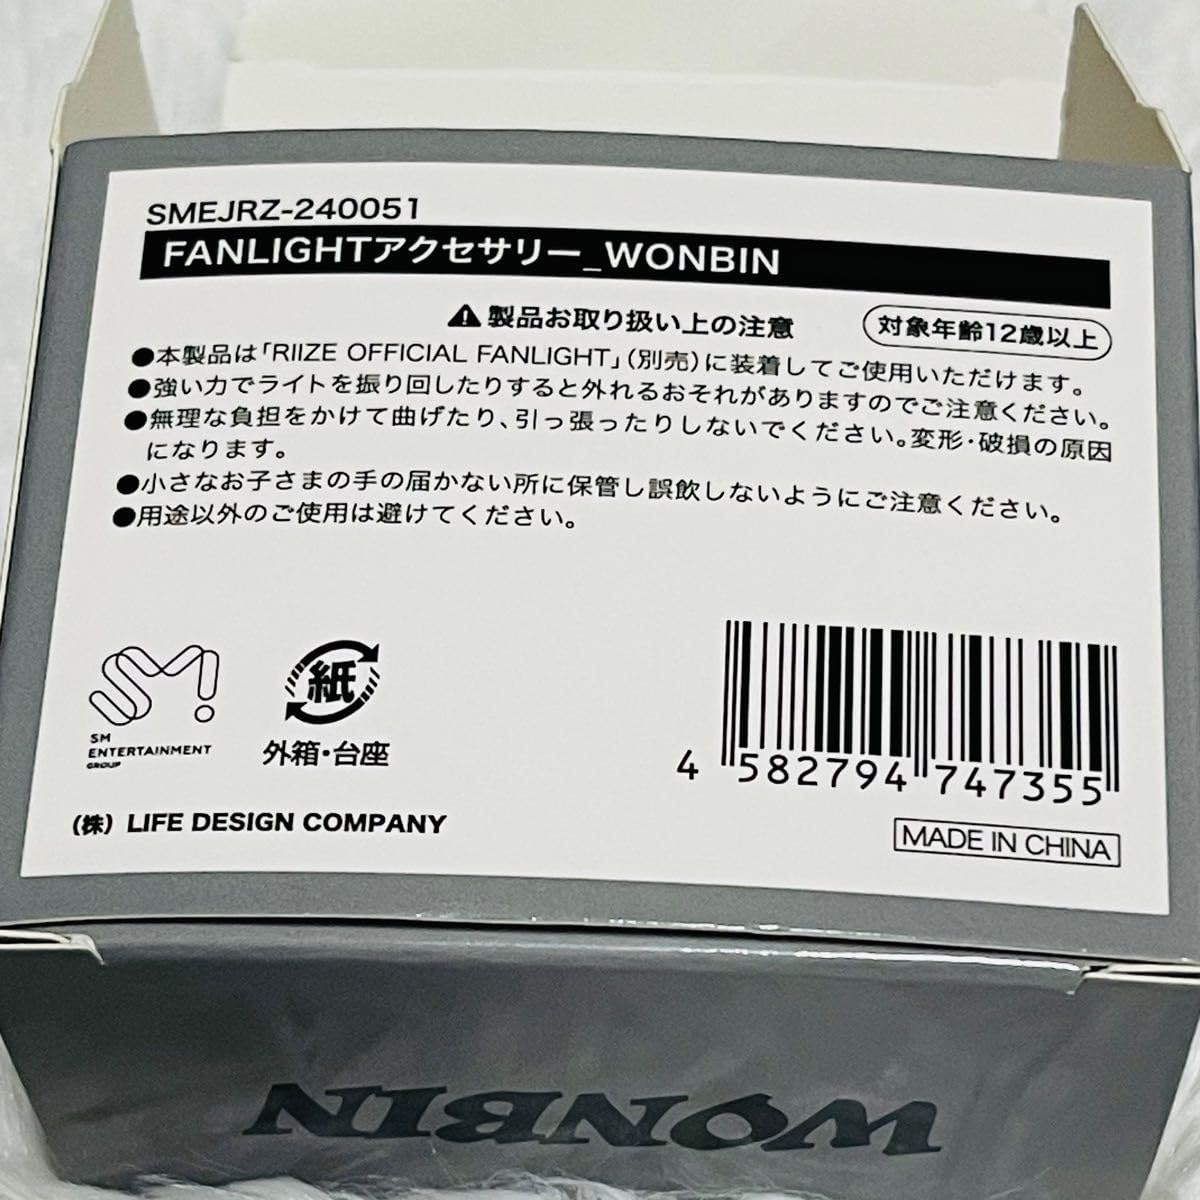 SMEJRZ-240051
FANLIGHTアクセサリー_WONBIN
⚠製品お取り扱い上の注意
対象年齢12歳以上
●本製品は「RIIZE OFFICIAL FANLIGHT」(別売)に装着してご使用いただけます。
●強い力でライトを振り回したりすると外れるおそれがありますのでご注意ください。
●無理な負担をかけて曲げたり、引っ張ったりしないでください。変形・破損の原因
になります。
●小さなお子さまの手の届かない所に保管し誤飲しないようにご注意ください。
●用途以外のご使用は避けてください。
SM
ENTERTAINMENT
GROUP
紙
外箱・台座
4 582794 747355
(株) LIFE DESIGN COMPANY
MADE IN CHINA
WONBIN